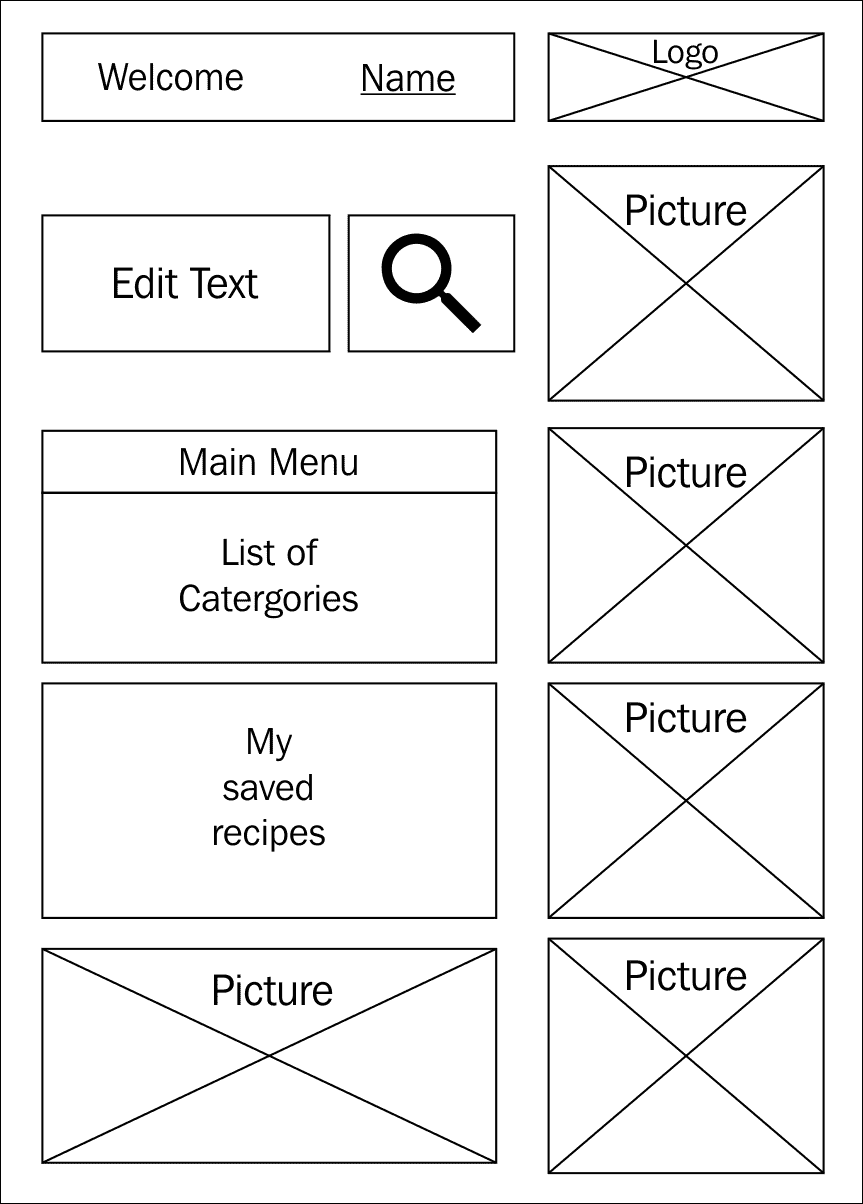 Welcome Name
Logo
Picture
Edit Text
Main Menu
List of
Catergories
Picture
My
saved
recipes
Picture
Picture
Picture